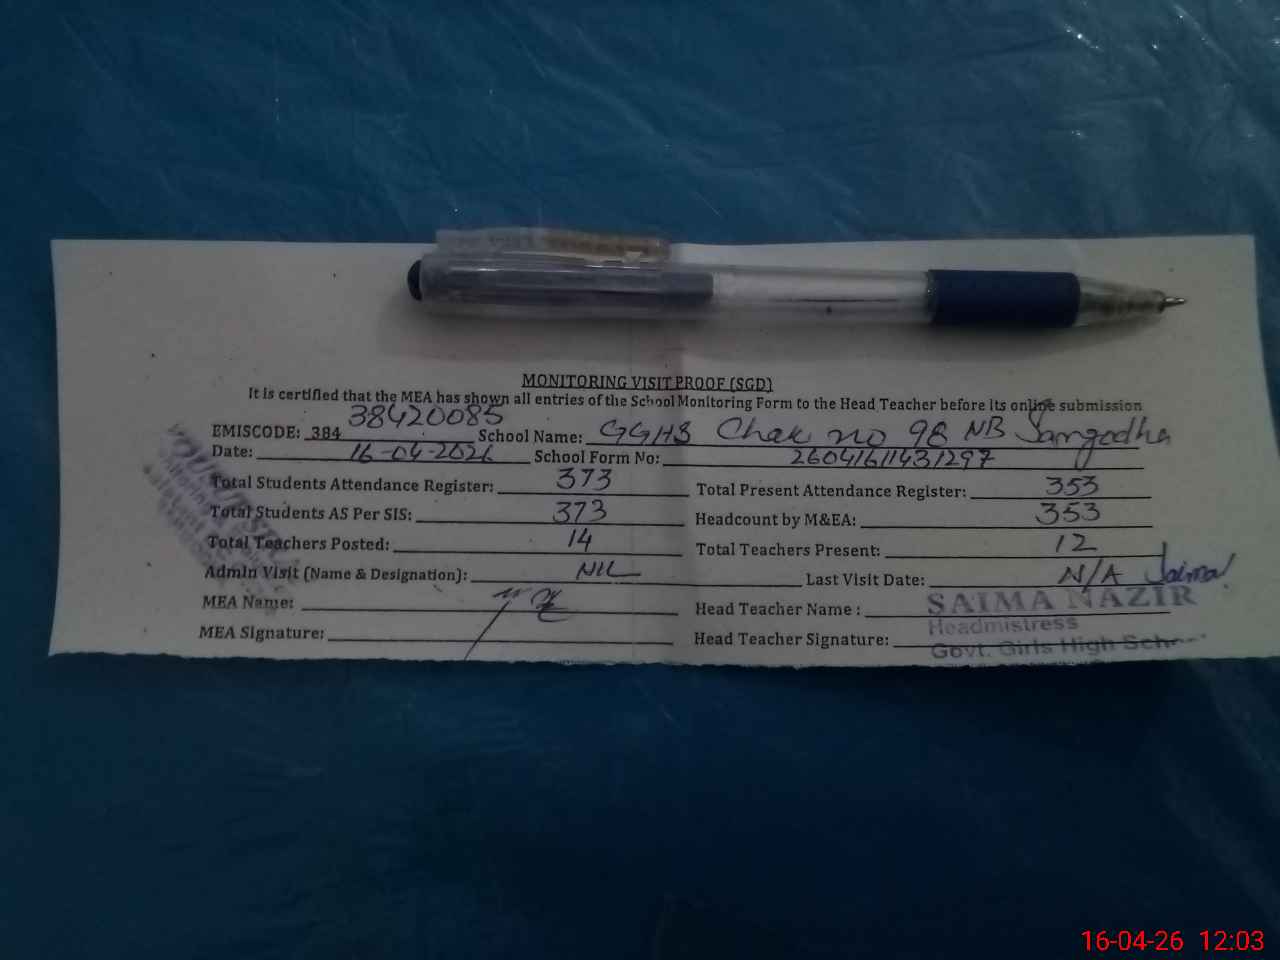 MONITORING VISIT PROOF (SGD)
It is certified that the MEA has shown all entries of the School Monitoring Form to the Head Teacher before its online submission
EMISCODE: 384 38420085 School Name: GGHS Chak no 98 NB Sargodha
Date: 16-04-2026 School Form No: 26041611431297
Total Students Attendance Register: 373 Total Present Attendance Register: 353
Total Students AS Per SIS: 373 Headcount by M&EA: 353
Total Teachers Posted: 14 Total Teachers Present: 12
Admin Visit (Name & Designation): NIL Last Visit Date: N/A
MEA Name: Head Teacher Name : SAIMA NAZIR
Headmistress
MEA Signature: Head Teacher Signature: Govt. Girls High
16-04-26 12:03